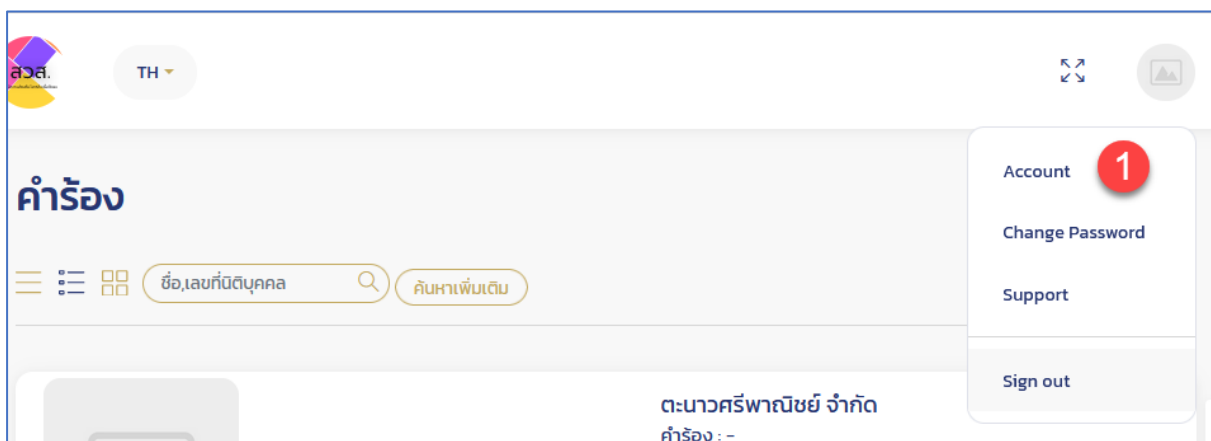 สวส.
TH
Account
1
Change Password
Support
Sign out
คำร้อง
ชื่อ,เลขที่นิติบุคคล
ค้นหาเพิ่มเติม
ตะนาวศรีพาณิชย์ จำกัด
คำร้อง : -